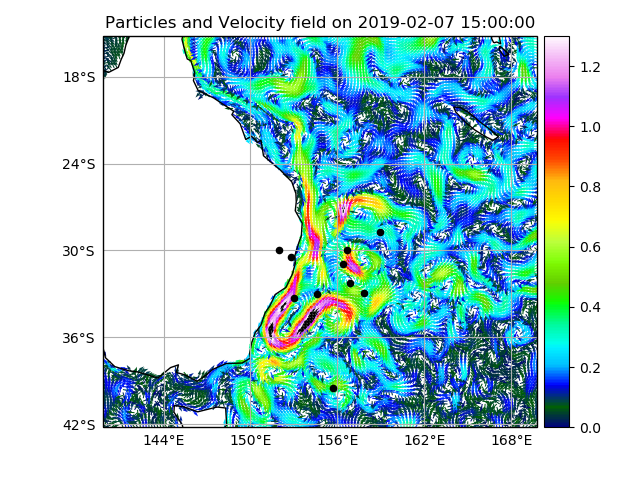 Particles and Velocity field on 2019-02-07 15:00:00
18°S
24°S
30°S
36°S
42°S
144°E 150°E 156°E 162°E 168°E
1.2
1.0
0.8
0.6
0.4
0.2
0.0